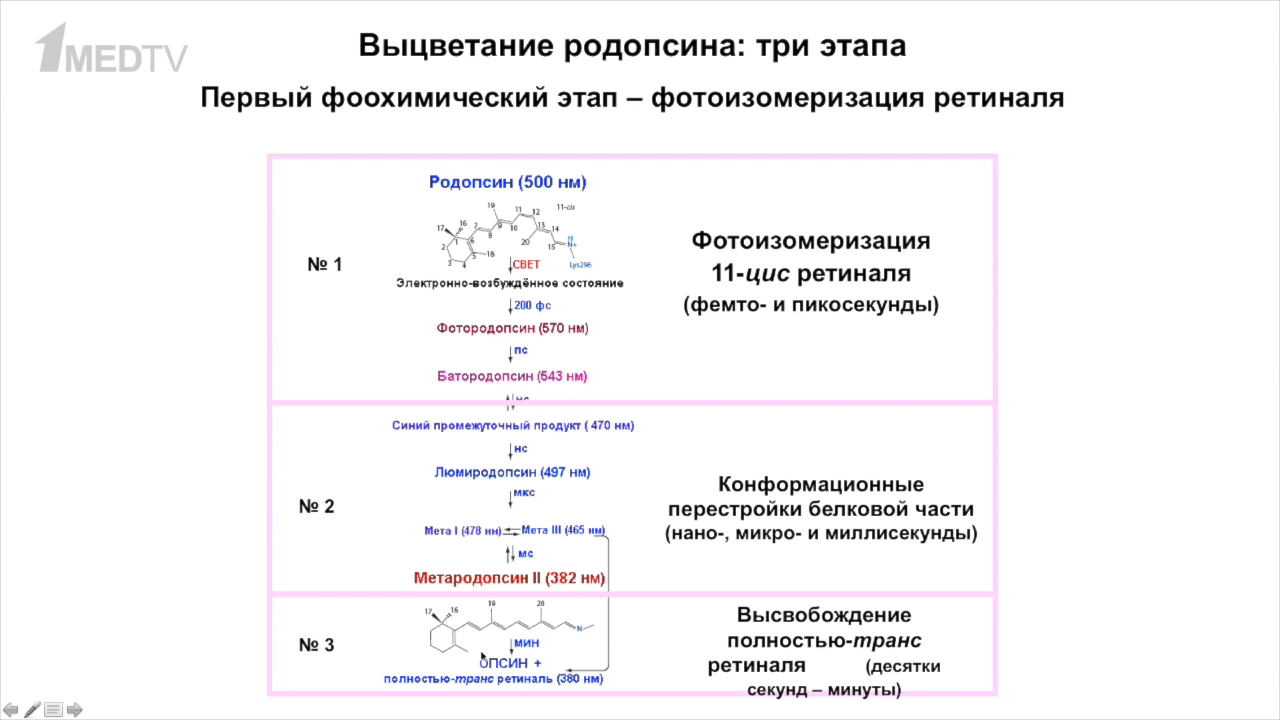 1MEDTV
Выцветание родопсина: три этапа
Первый фоохимический этап – фотоизомеризация ретиналя
Родопсин (500 нм)
19
11
12
11-cis
17
16
7
9
10
13
14
1
6
8
20
15
H
N+
2
5
18
3
4
Lys296
№ 1
СВЕТ
Электронно-возбуждённое состояние
200 фс
Фотородопсин (570 нм)
пс
Батородопсин (543 нм)
нс
Фотоизомеризация
11-цис ретиналя
(фемто- и пикосекунды)
Синий промежуточный продукт ( 470 нм)
нс
Люмиродопсин (497 нм)
мкс
№ 2
Мета I (478 нм) Мета III (465 нм)
мс
Метародопсин II (382 нм)
Конформационные
перестройки белковой части
(нано-, микро- и миллисекунды)
17
16
19
20
N
№ 3
мин
опсин +
полностью-транс ретиналь (380 нм)
Высвобождение
полностью-транс
ретиналя (десятки
секунд – минуты)